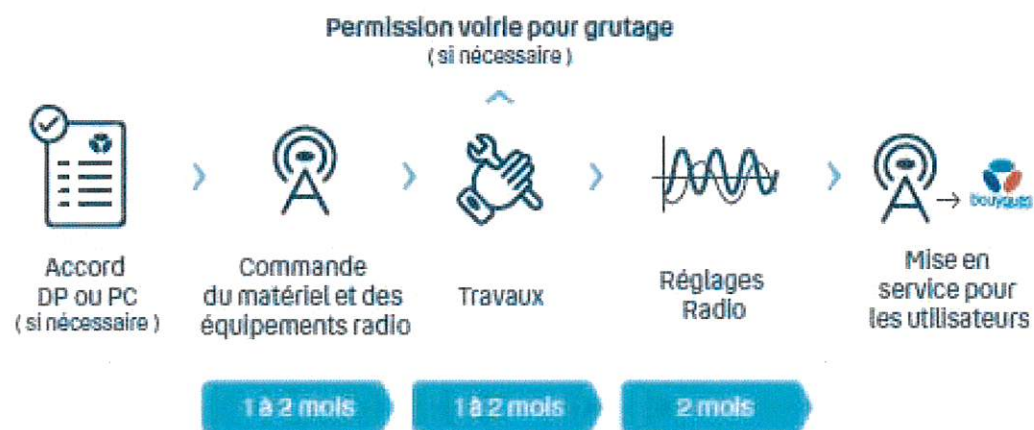 Permission voirie pour grutage
( si nécessaire )
Accord
DP ou PC
( si nécessaire )
Commande
du matériel et des
équipements radio
Travaux
Réglages
Radio
Mise en
service pour
les utilisateurs
bouygues
1 à 2 mois
1 à 2 mois
2 mois